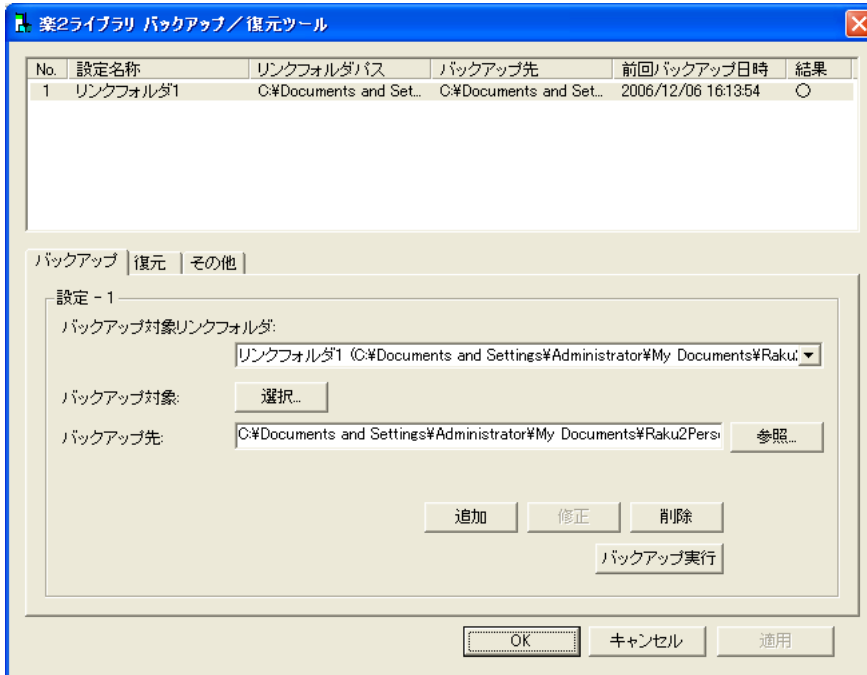 楽2ライブラリ バックアップ/復元ツール
No. 設定名称 リンクフォルダパス バックアップ先 前回バックアップ日時 結果
1 リンクフォルダ1 C:¥Documents and Set... C:¥Documents and Set... 2006/12/06 16:13:54 ○
バックアップ 復元 その他
設定 - 1
バックアップ対象リンクフォルダ:
リンクフォルダ1 (C:¥Documents and Settings¥Administrator¥My Documents¥Raku2
バックアップ対象: 選択...
バックアップ先: C:¥Documents and Settings¥Administrator¥My Documents¥Raku2Pers 参照...
追加 修正 削除
バックアップ実行
OK キャンセル 適用